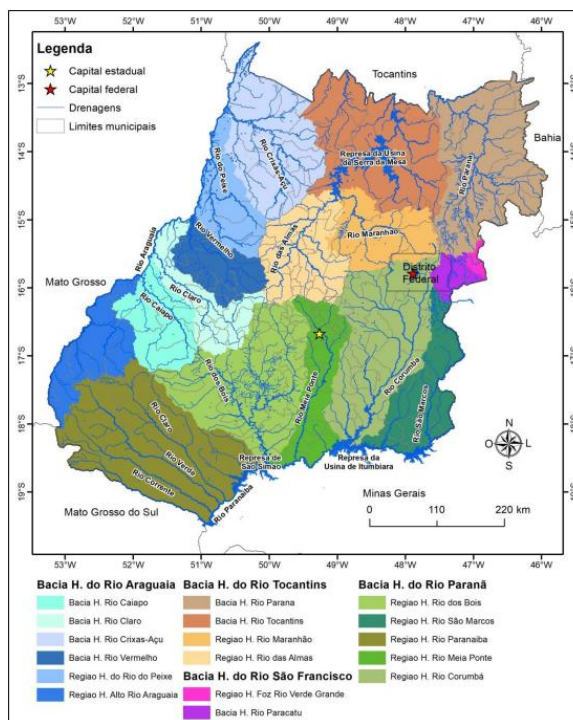 Legenda
Capital estadual
Capital federal
Drenagens
Limites municipais
Tocantins
Bahia
Mato Grosso
Mato Grosso do Sul
Minas Gerais
Distrito Federal
Rio Crixás-Açu
Rio do Peixe
Represa da Usina de Serra da Mesa
Rio Parana
Rio Vermelho
Rio Araguaia
Rio das Almas
Rio Maranhao
Rio Claro
Rio Caiapo
Rio dos Bois
Rio Meia Ponte
Rio Corumba
Rio São Marcos
Rio Claro
Rio Verde
Rio Corrente
Represa de São Simao
Represa da Usina de Itumbiara
Rio Paranaiba
N
O L
S
0 110 220 km
13°S
14°S
15°S
16°S
17°S
18°S
19°S
53°W 52°W 51°W 50°W 49°W 48°W 47°W 46°W
Bacia H. do Rio Araguaia
Bacia H. Rio Caiapo
Bacia H. Rio Claro
Bacia H. Rio Crixas-Açu
Bacia H. Rio Vermelho
Regiao H. do Rio do Peixe
Regiao H. Alto Rio Araguaia
Bacia H. do Rio Tocantins
Bacia H. Rio Parana
Bacia H. Rio Tocantins
Regiao H. Rio Maranhão
Regiao H. Rio das Almas
Bacia H. do Rio São Francisco
Regiao H. Foz Rio Verde Grande
Bacia H. Rio Paracatu
Bacia H. do Rio Paranã
Regiao H. Rio dos Bois
Regiao H. Rio São Marcos
Regiao H. Rio Paranaiba
Regiao H. Rio Meia Ponte
Regiao H. Rio Corumbá